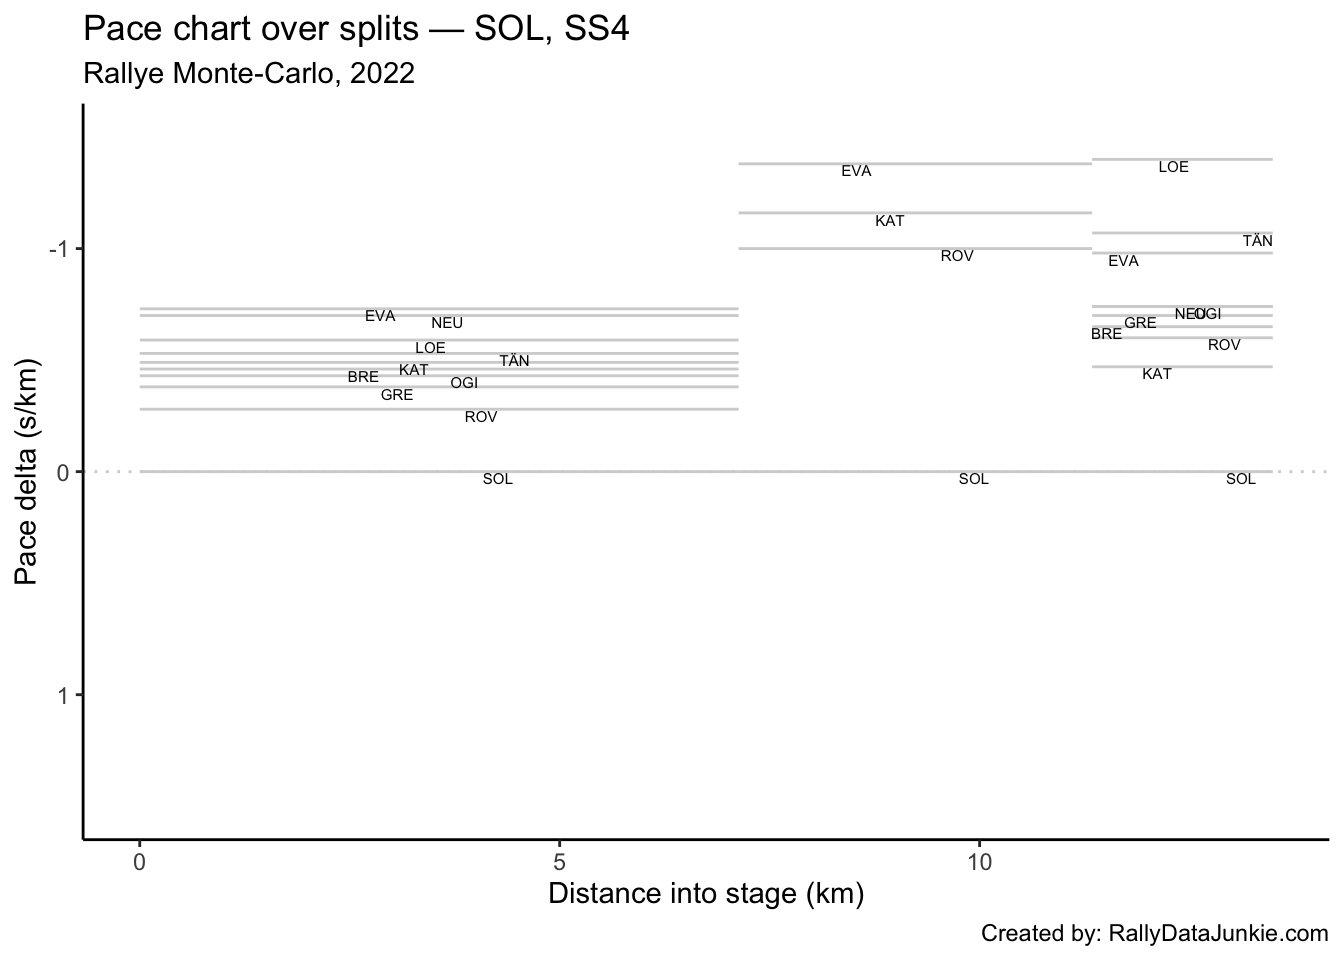 Pace chart over splits — SOL, SS4
Rallye Monte-Carlo, 2022
Pace delta (s/km)
-1
0
1
EVA
NEU
LOE
TÄN
KAT
BRE
OGI
GRE
ROV
SOL
EVA
KAT
ROV
SOL
LOE
TÄN
EVA
NEU
OGI
GRE
BRE
ROV
KAT
SOL
0
5
10
Distance into stage (km)
Created by: RallyDataJunkie.com